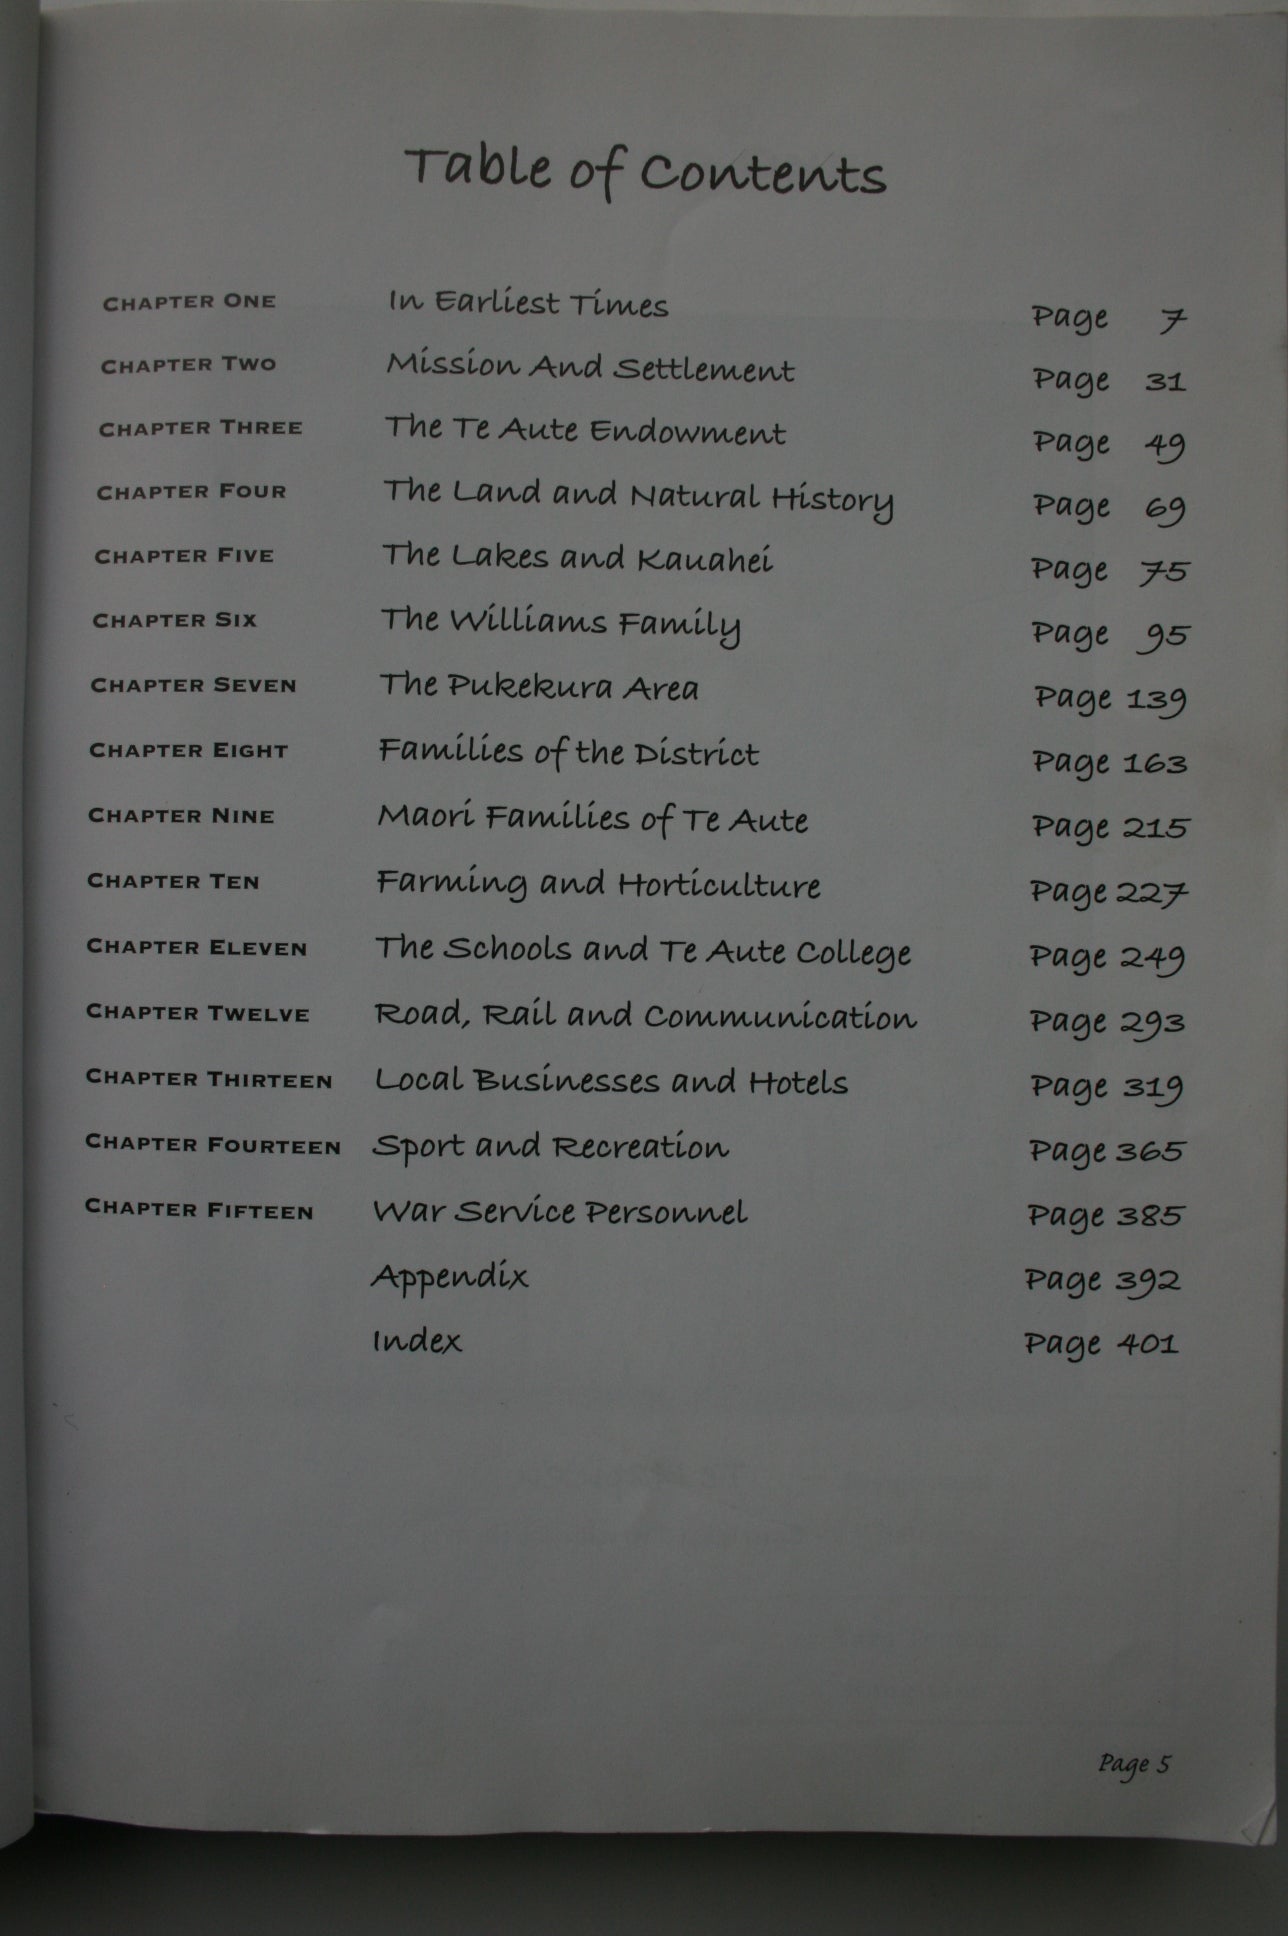 Table of Contents
CHAPTER ONE In Earliest Times Page 7
CHAPTER TWO Mission And Settlement Page 31
CHAPTER THREE The Te Aute Endowment Page 49
CHAPTER FOUR The Land and Natural History Page 69
CHAPTER FIVE The Lakes and Kauahei Page 75
CHAPTER SIX The Williams Family Page 95
CHAPTER SEVEN The Pukekura Area Page 139
CHAPTER EIGHT Families of the District Page 163
CHAPTER NINE Maori Families of Te Aute Page 215
CHAPTER TEN Farming and Horticulture Page 227
CHAPTER ELEVEN The Schools and Te Aute College Page 249
CHAPTER TWELVE Road, Rail and Communication Page 293
CHAPTER THIRTEEN Local Businesses and Hotels Page 319
CHAPTER FOURTEEN Sport and Recreation Page 365
CHAPTER FIFTEEN War Service Personnel Page 385
Appendix Page 392
Index Page 401
Page 5